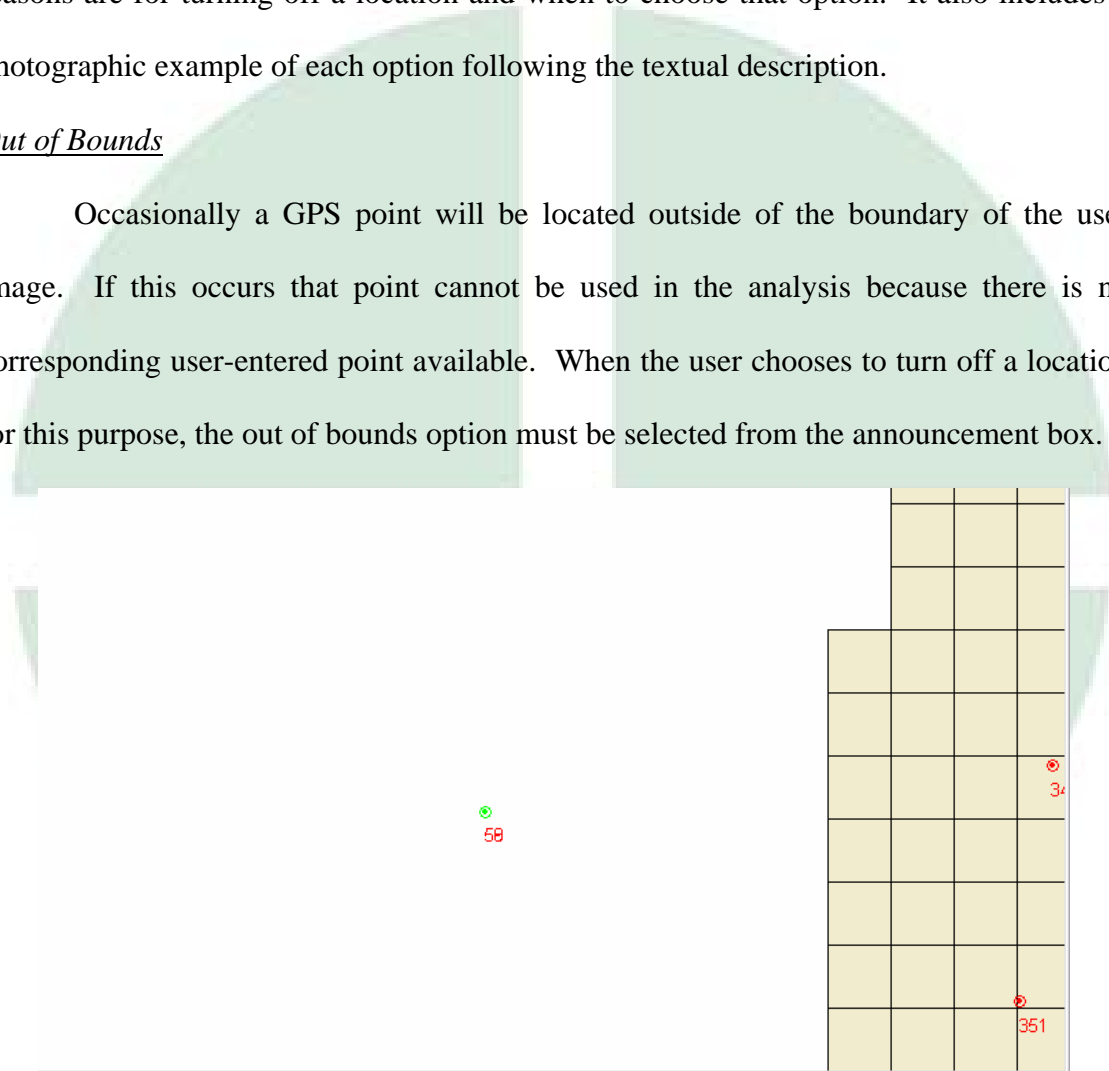 easons are for turning off a location and when to choose that option. It also includes
hotographic example of each option following the textual description.
ut of Bounds
Occasionally a GPS point will be located outside of the boundary of the use
mage. If this occurs that point cannot be used in the analysis because there is n
orresponding user-entered point available. When the user chooses to turn off a locatio
or this purpose, the out of bounds option must be selected from the announcement box.
34
58
351